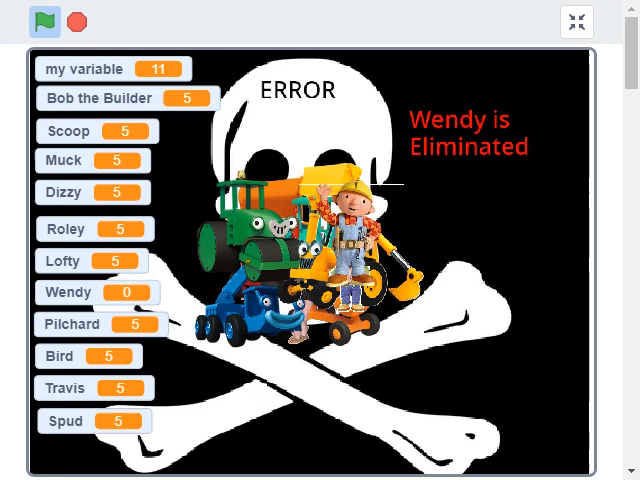 my variable 11
Bob the Builder 5
Scoop 5
Muck 5
Dizzy 5
Roley 5
Lofty 5
Wendy 0
Pilchard 5
Bird 5
Travis 5
Spud 5
ERROR
Wendy is
Eliminated